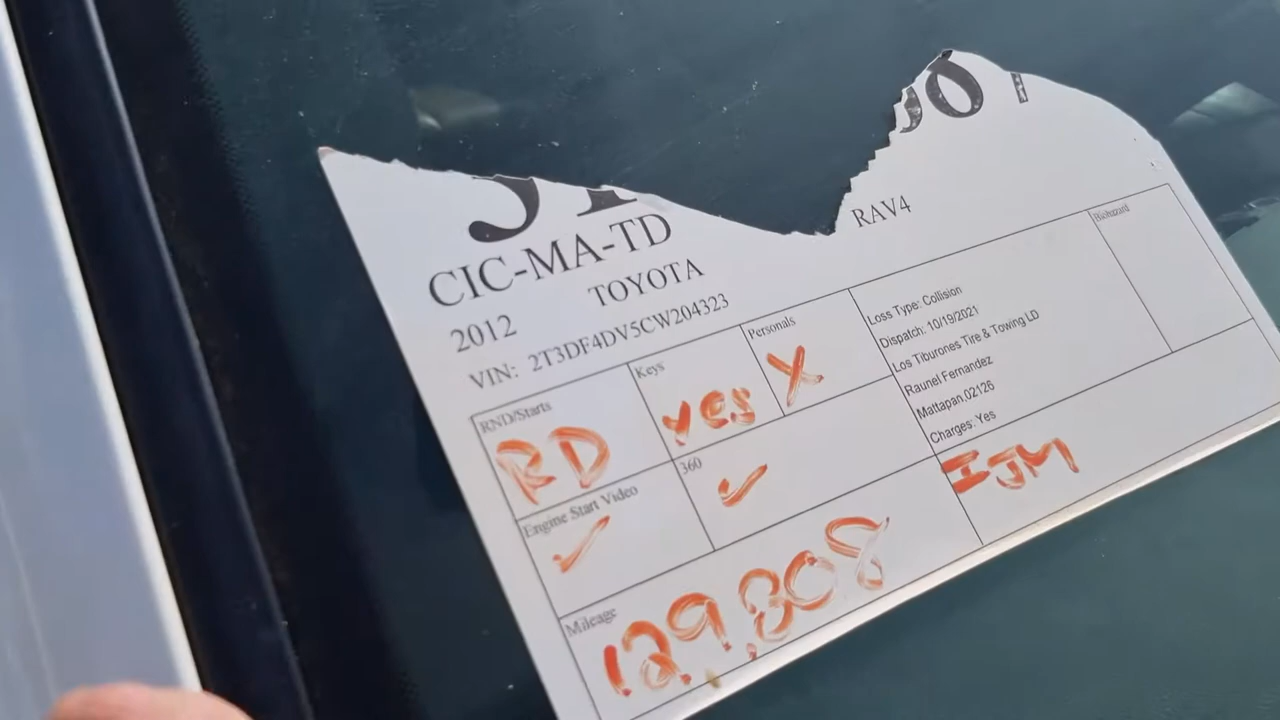 CIC-MA-TD
2012 TOYOTA RAV4
VIN: 2T3DF4DV5CW204323
RND/Starts
RD
Keys
yes
Personals
X
Loss Type: Collision
Dispatch: 10/19/2021
Los Tiburones Tire & Towing LD
Raunel Fernandez
Mattapan,02126
Charges: Yes
Biohazard
Engine Start Video
✓
360
✓
IJM
Mileage
129,808